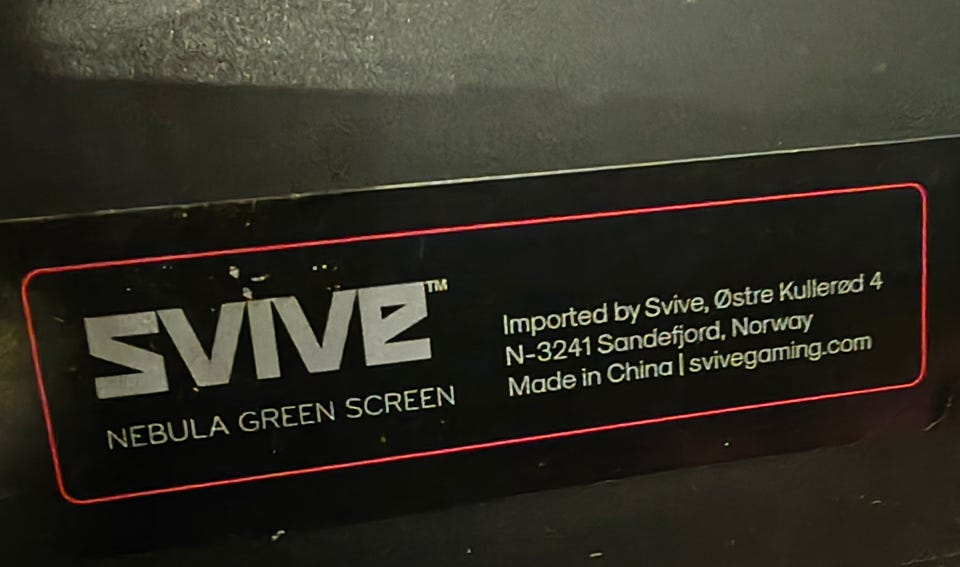 SVIVE™
NEBULA GREEN SCREEN
Imported by Svive, Østre Kullerød 4
N-3241 Sandefjord, Norway
Made in China | svivegaming.com